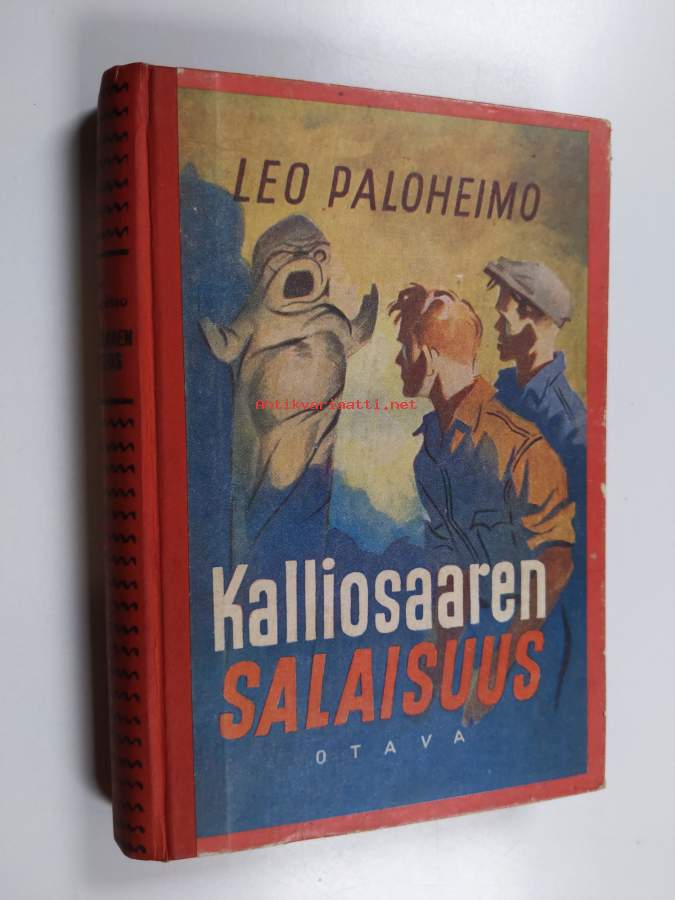 LEO PALOHEIMO
Antikvariaatti.net
Kalliosaaren
SALAISUUS
OTAVA